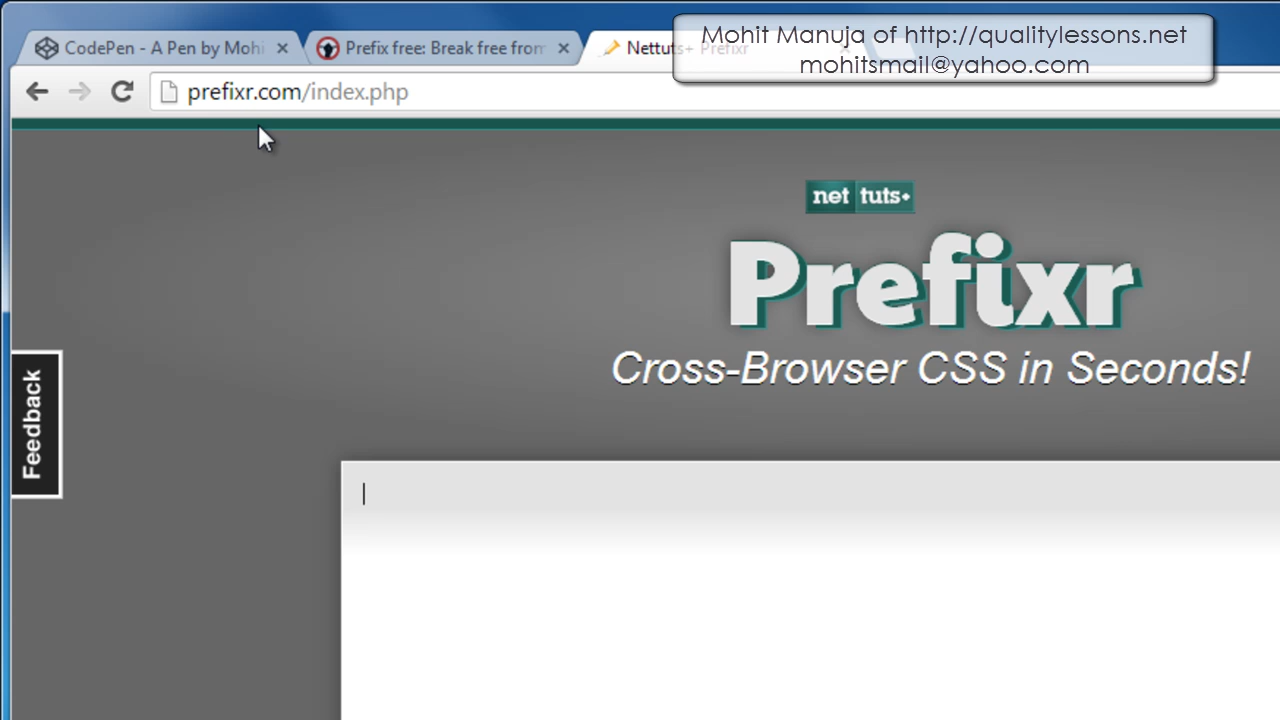 CodePen - A Pen by Mohi
Prefix free: Break free from
Nettuts+ Prefixr
Mohit Manuja of http://qualitylessons.net
mohitsmail@yahoo.com
prefixr.com/index.php
net tuts+
Prefixr
Cross-Browser CSS in Seconds!
Feedback